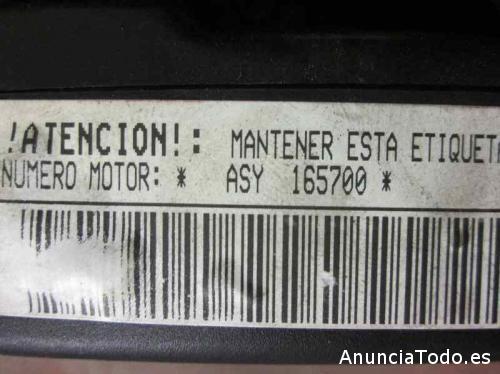 !ATENCION!: MANTENER ESTA ETIQUETA
NUMERO MOTOR: * ASY 165700 *
AnunciaTodo.es